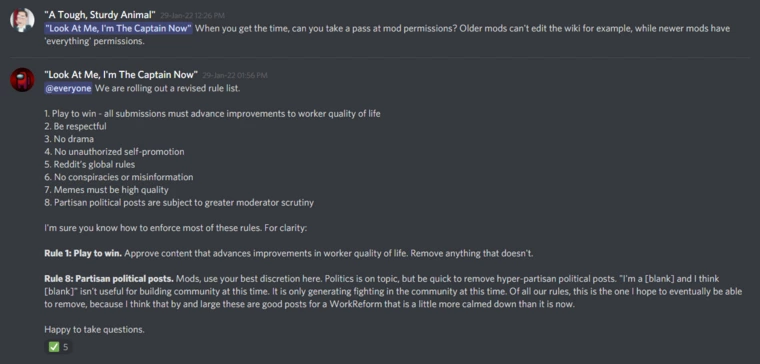 "A Tough, Sturdy Animal" 29-Jan-22 12:26 PM
"Look At Me, I'm The Captain Now" When you get the time, can you take a pass at mod permissions? Older mods can't edit the wiki for example, while newer mods have
'everything' permissions.
"Look At Me, I'm The Captain Now" 29-Jan-22 01:56 PM
@everyone We are rolling out a revised rule list.
1. Play to win - all submissions must advance improvements to worker quality of life
2. Be respectful
3. No drama
4. No unauthorized self-promotion
5. Reddit's global rules
6. No conspiracies or misinformation
7. Memes must be high quality
8. Partisan political posts are subject to greater moderator scrutiny
I'm sure you know how to enforce most of these rules. For clarity:
Rule 1: Play to win. Approve content that advances improvements in worker quality of life. Remove anything that doesn't.
Rule 8: Partisan political posts. Mods, use your best discretion here. Politics is on topic, but be quick to remove hyper-partisan political posts. "I'm a [blank] and I think
[blank]" isn't useful for building community at this time. It is only generating fighting in the community at this time. Of all our rules, this is the one I hope to eventually be able
to remove, because I think that by and large these are good posts for a WorkReform that is a little more calmed down than it is now.
Happy to take questions.
5